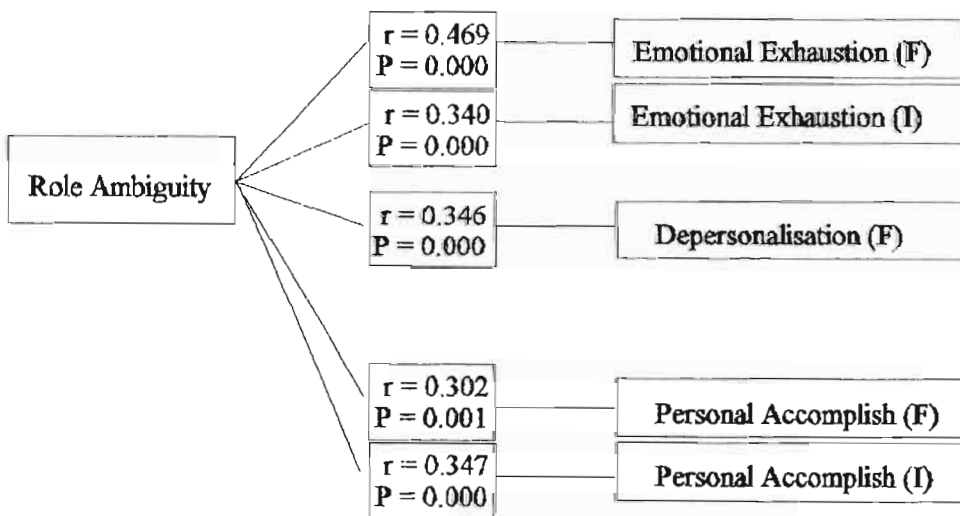 r = 0.469
P = 0.000
Emotional Exhaustion (F)
r = 0.340
P = 0.000
Emotional Exhaustion (I)
Role Ambiguity
r = 0.346
P = 0.000
Depersonalisation (F)
r = 0.302
P = 0.001
Personal Accomplish (F)
r = 0.347
P = 0.000
Personal Accomplish (I)